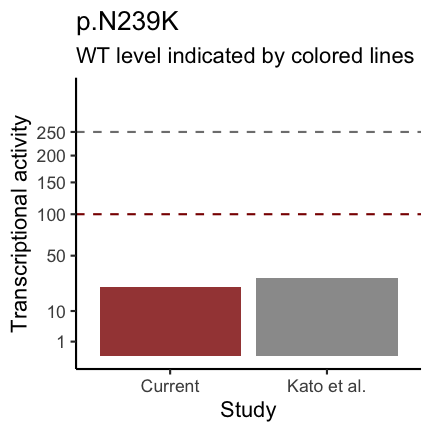 p.N239K
WT level indicated by colored lines
Transcriptional activity
250
200
150
100
50
10
1
Current
Kato et al.
Study